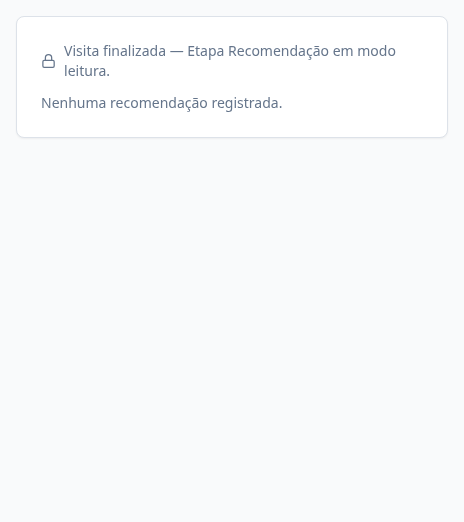 Visita finalizada — Etapa Recomendação em modo
leitura.
Nenhuma recomendação registrada.